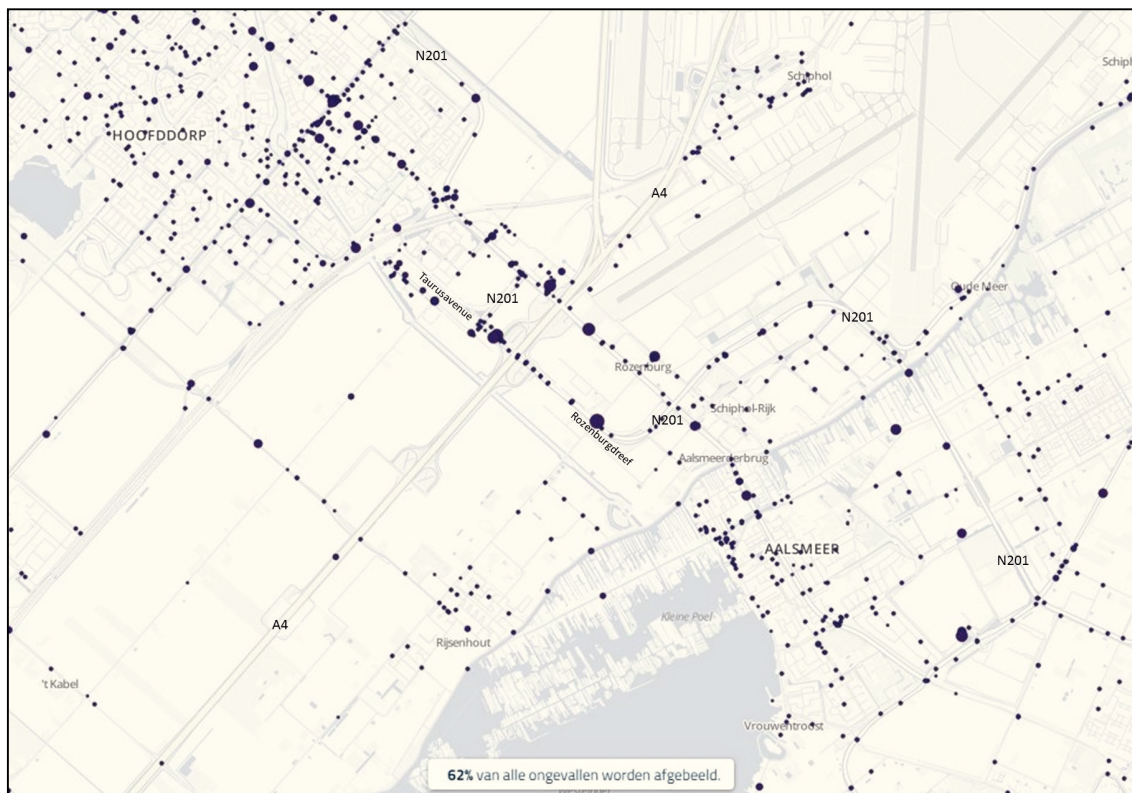 N201
Schiphol
Schiph
HOOFDDORP
A4
Taurusavenue
N201
Oude Meer
N201
Rozenburg
Schiphol-Rijk
N201
Rozenburgdreef
Aalsmeerderbrug
AALSMEER
N201
Kleine Poel
A4
Rijsenhout
't Kabel
Vrouwentroost
62% van alle ongevallen worden afgebeeld.